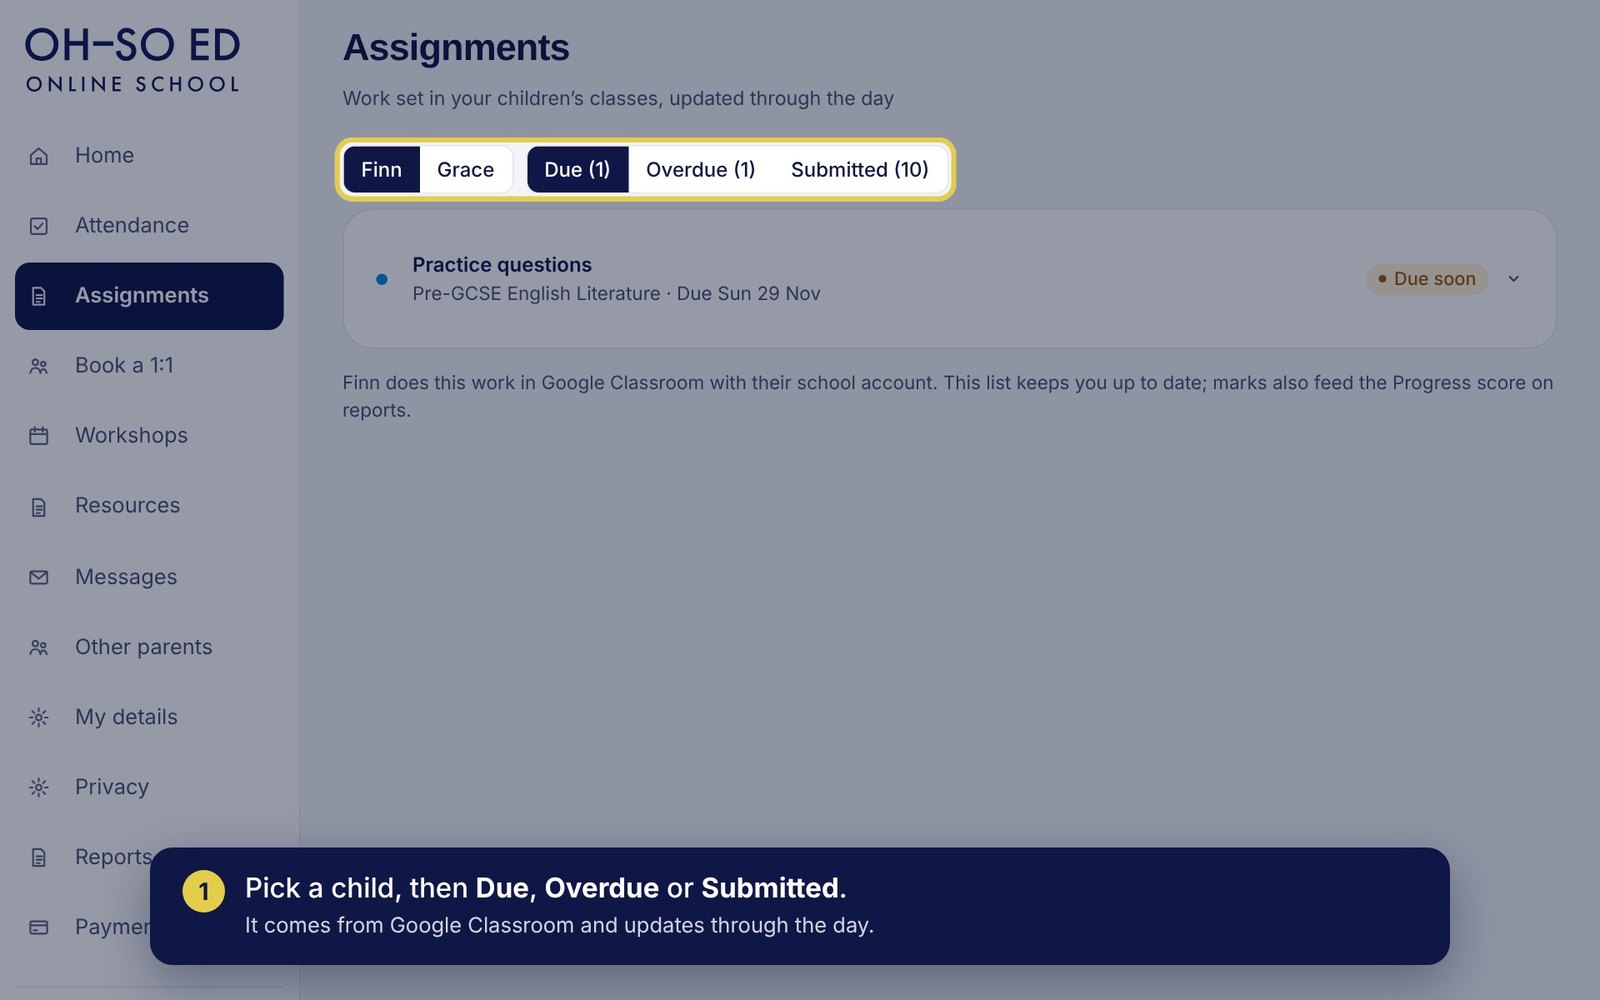 OH–SO ED
ONLINE SCHOOL
Home
Attendance
Assignments
Book a 1:1
Workshops
Resources
Messages
Other parents
My details
Privacy
Reports
Assignments
Work set in your children’s classes, updated through the day
Finn Grace Due (1) Overdue (1) Submitted (10)
Practice questions
Pre-GCSE English Literature · Due Sun 29 Nov
Due soon
Finn does this work in Google Classroom with their school account. This list keeps you up to date; marks also feed the Progress score on
reports.
1 Pick a child, then Due, Overdue or Submitted.
It comes from Google Classroom and updates through the day.